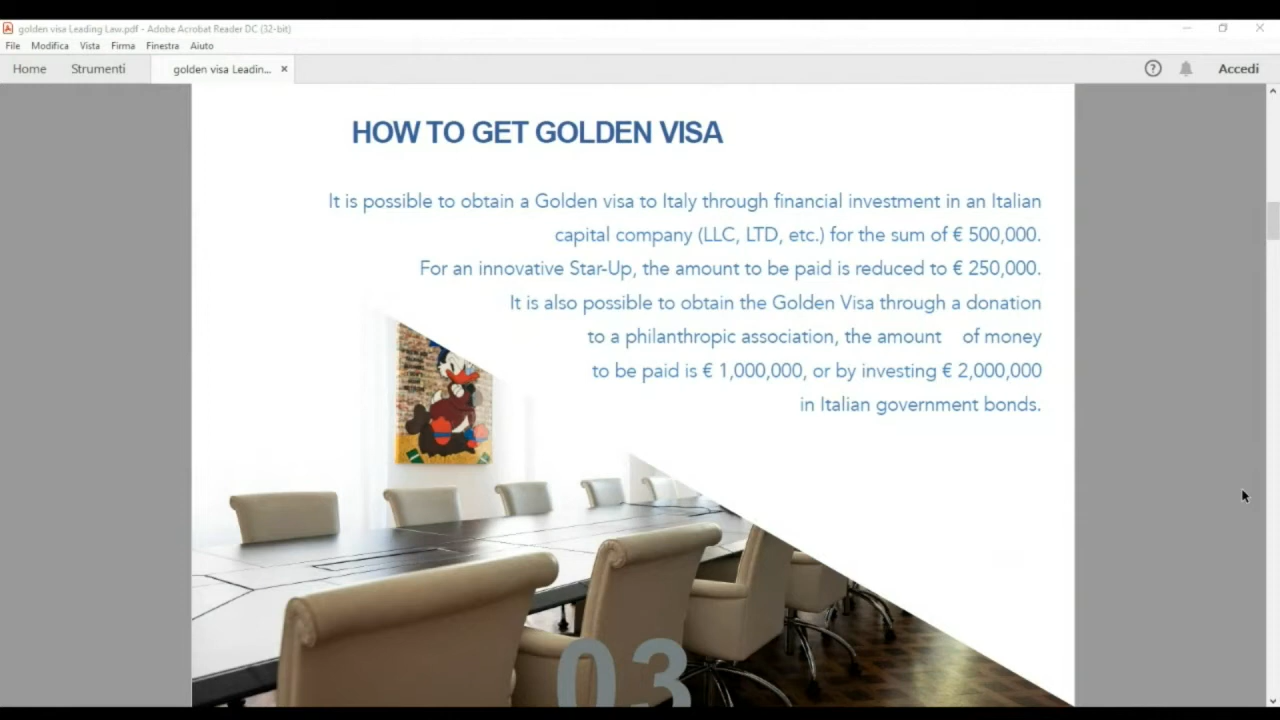 golden visa Leading Law.pdf - Adobe Acrobat Reader DC (32-bit)
File Modifica Vista Firma Finestra Aiuto
Home Strumenti golden visa Leadin... × ? Accedi
HOW TO GET GOLDEN VISA
It is possible to obtain a Golden visa to Italy through financial investment in an Italian
capital company (LLC, LTD, etc.) for the sum of € 500,000.
For an innovative Star-Up, the amount to be paid is reduced to € 250,000.
It is also possible to obtain the Golden Visa through a donation
to a philanthropic association, the amount of money
to be paid is € 1,000,000, or by investing € 2,000,000
in Italian government bonds.
03